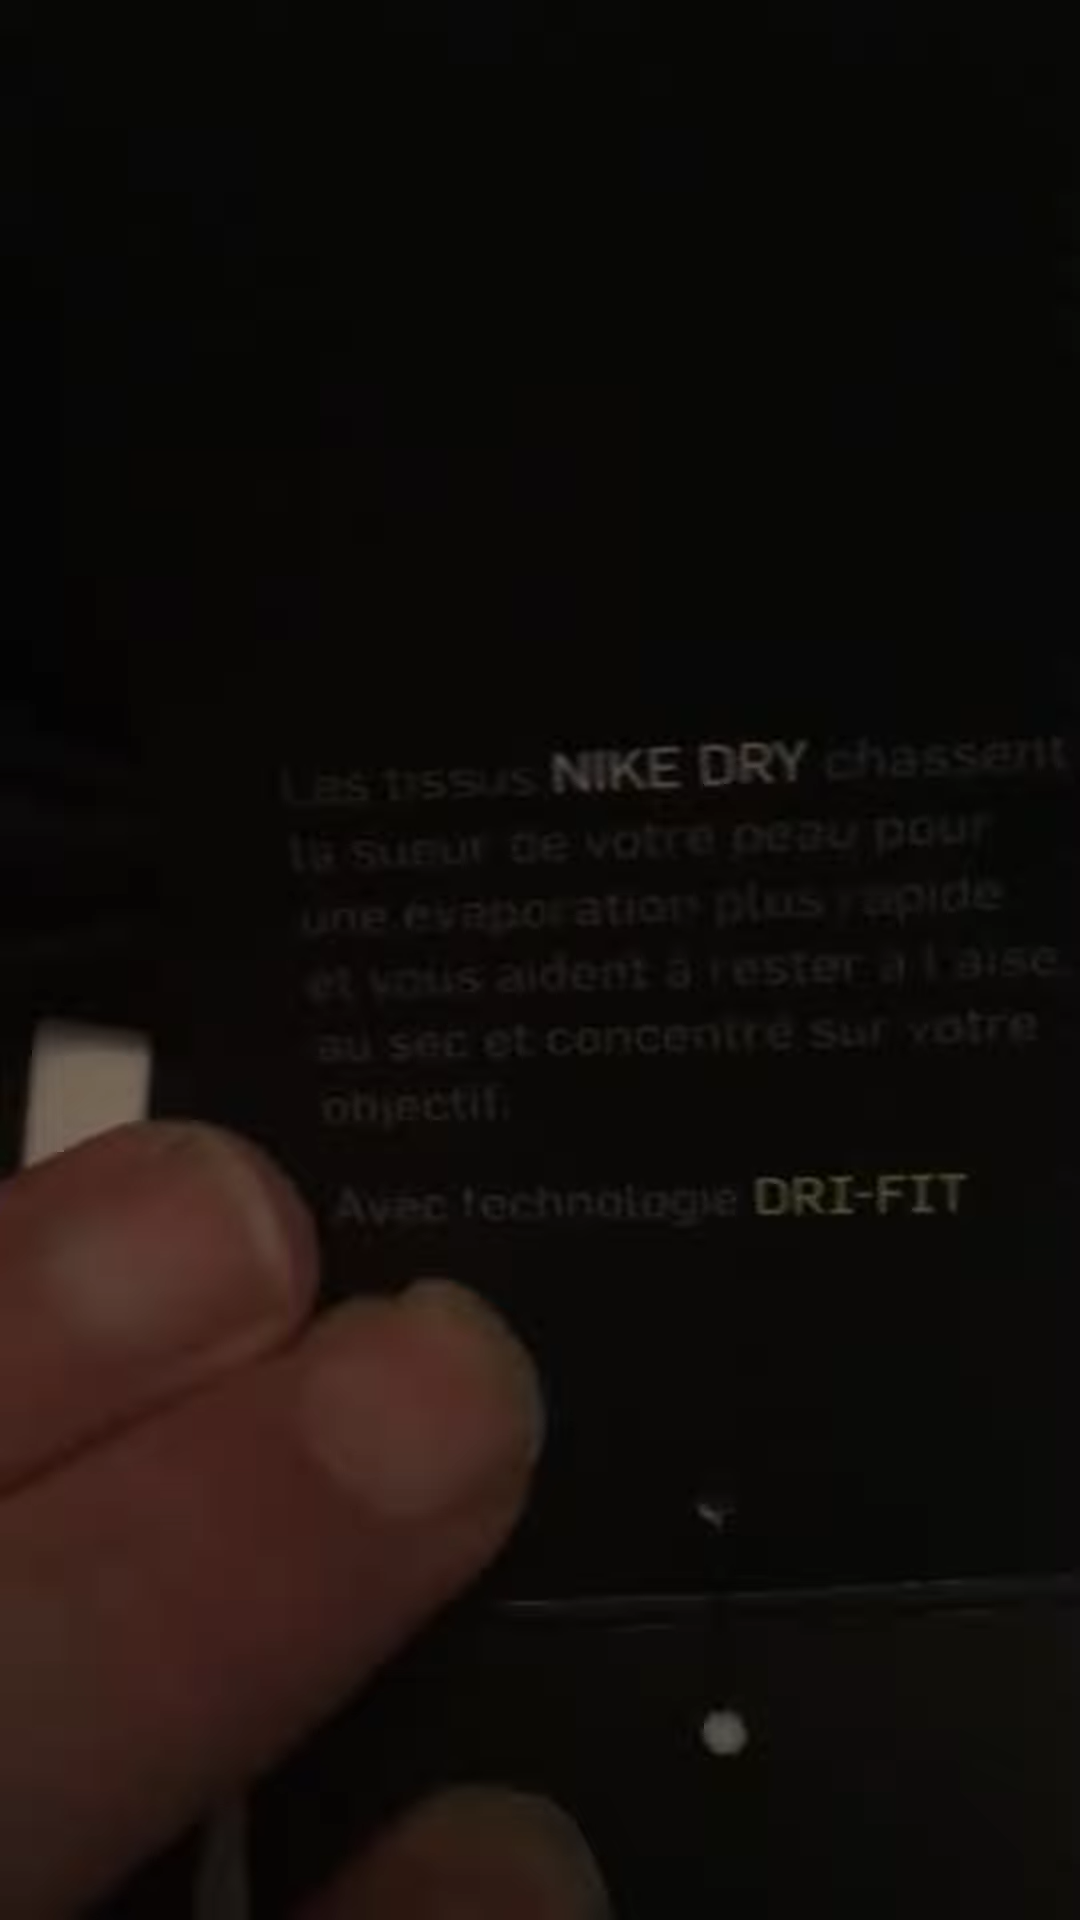 Les tissus NIKE DRY chassent
la sueur de votre peau pour
une évaporation plus rapide
et vous aident à rester à l'aise,
au sec et concentré sur votre
objectif.
Avec technologie DRI-FIT